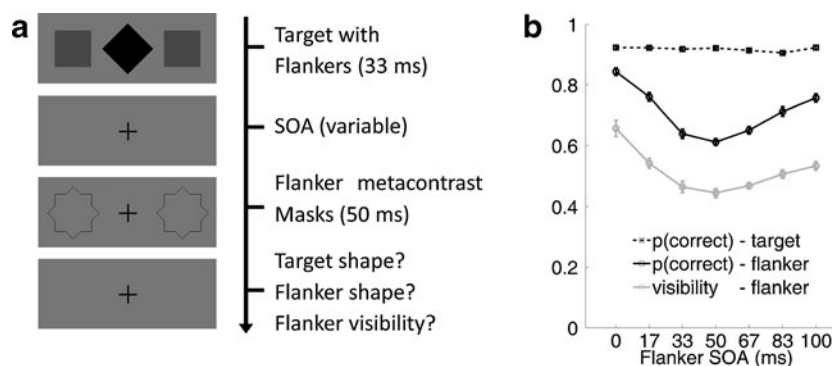 a
Target with
Flankers (33 ms)
SOA (variable)
Flanker metacontrast
Masks (50 ms)
Target shape?
Flanker shape?
Flanker visibility?
b
1
0.8
0.6
0.4
0.2
0
p(correct) - target
p(correct) - flanker
visibility - flanker
0 17 33 50 67 83 100
Flanker SOA (ms)